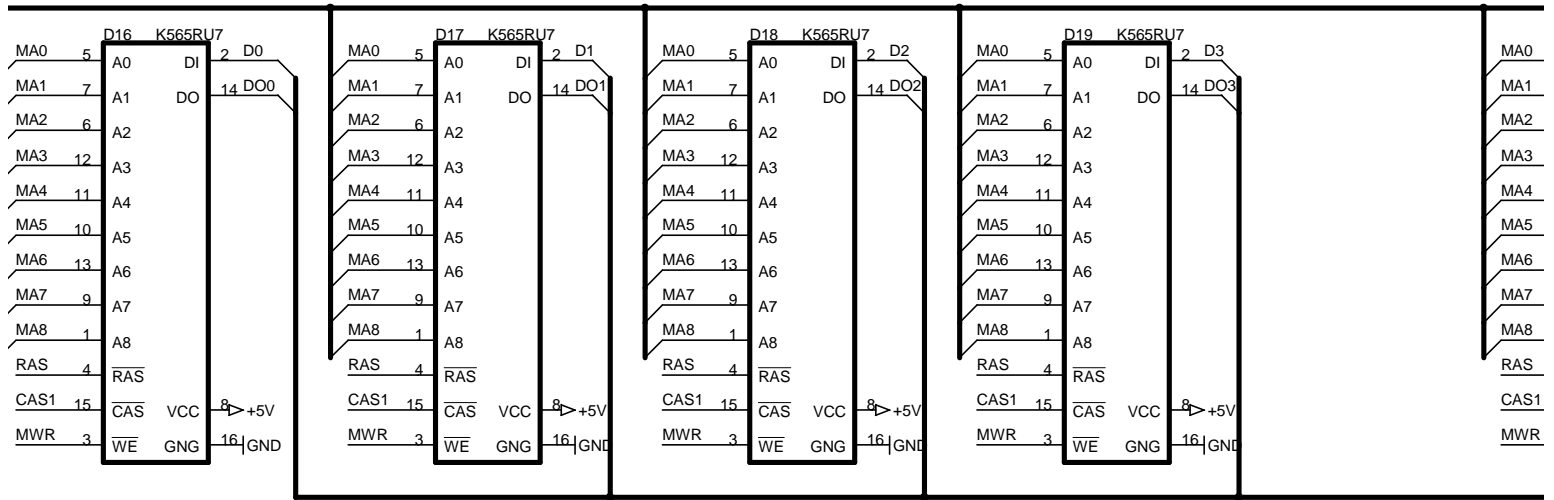 D16 K565RU7 D17 K565RU7 D18 K565RU7 D19 K565RU7
MA0 5 A0 DI 2 D0 MA0 5 A0 DI 2 D1 MA0 5 A0 DI 2 D2 MA0 5 A0 DI 2 D3 MA0
MA1 7 A1 DO 14 DO0 MA1 7 A1 DO 14 DO1 MA1 7 A1 DO 14 DO2 MA1 7 A1 DO 14 DO3 MA1
MA2 6 A2 MA2 6 A2 MA2 6 A2 MA2 6 A2 MA2
MA3 12 A3 MA3 12 A3 MA3 12 A3 MA3 12 A3 MA3
MA4 11 A4 MA4 11 A4 MA4 11 A4 MA4 11 A4 MA4
MA5 10 A5 MA5 10 A5 MA5 10 A5 MA5 10 A5 MA5
MA6 13 A6 MA6 13 A6 MA6 13 A6 MA6 13 A6 MA6
MA7 9 A7 MA7 9 A7 MA7 9 A7 MA7 9 A7 MA7
MA8 1 A8 MA8 1 A8 MA8 1 A8 MA8 1 A8 MA8
RAS 4 RAS RAS 4 RAS RAS 4 RAS RAS 4 RAS RAS
CAS1 15 CAS VCC 8 +5V CAS1 15 CAS VCC 8 +5V CAS1 15 CAS VCC 8 +5V CAS1 15 CAS VCC 8 +5V CAS1
MWR 3 WE GNG 16 GND MWR 3 WE GNG 16 GND MWR 3 WE GNG 16 GND MWR 3 WE GNG 16 GND MWR